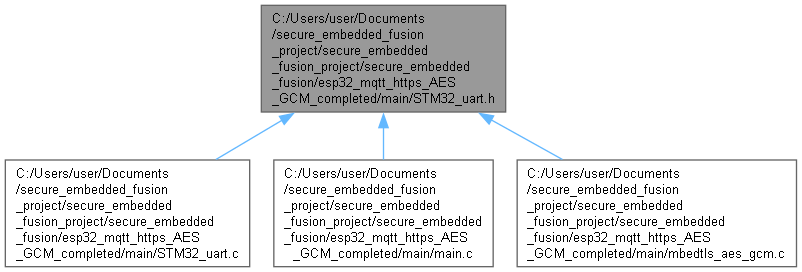 C:/Users/user/Documents
/secure_embedded_fusion
_project/secure_embedded
_fusion_project/secure_embedded
_fusion/esp32_mqtt_https_AES
_GCM_completed/main/STM32_uart.h
C:/Users/user/Documents
/secure_embedded_fusion
_project/secure_embedded
_fusion_project/secure_embedded
_fusion/esp32_mqtt_https_AES
_GCM_completed/main/STM32_uart.c
C:/Users/user/Documents
/secure_embedded_fusion
_project/secure_embedded
_fusion_project/secure_embedded
_fusion/esp32_mqtt_https_AES
_GCM_completed/main/main.c
C:/Users/user/Documents
/secure_embedded_fusion
_project/secure_embedded
_fusion_project/secure_embedded
_fusion/esp32_mqtt_https_AES
_GCM_completed/main/mbedtls_aes_gcm.c